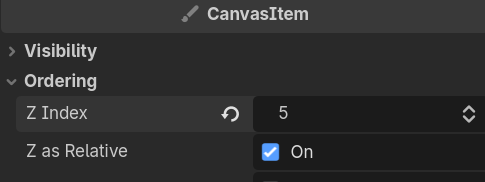 CanvasItem
Visibility
Ordering
Z Index 5
Z as Relative On